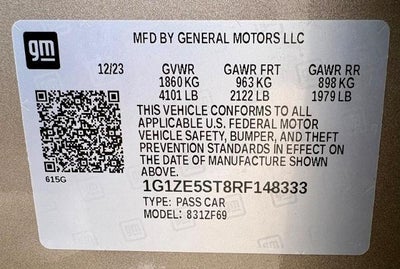 gm
MFD BY GENERAL MOTORS LLC
12/23 GVWR GAWR FRT GAWR RR
1860 KG 963 KG 898 KG
4101 LB 2122 LB 1979 LB
THIS VEHICLE CONFORMS TO ALL
APPLICABLE U.S. FEDERAL MOTOR
VEHICLE SAFETY, BUMPER, AND THEFT
PREVENTION STANDARDS IN EFFECT ON
THE DATE OF MANUFACTURE SHOWN
ABOVE.
615G
1G1ZE5ST8RF148333
TYPE: PASS CAR
MODEL: 831ZF69